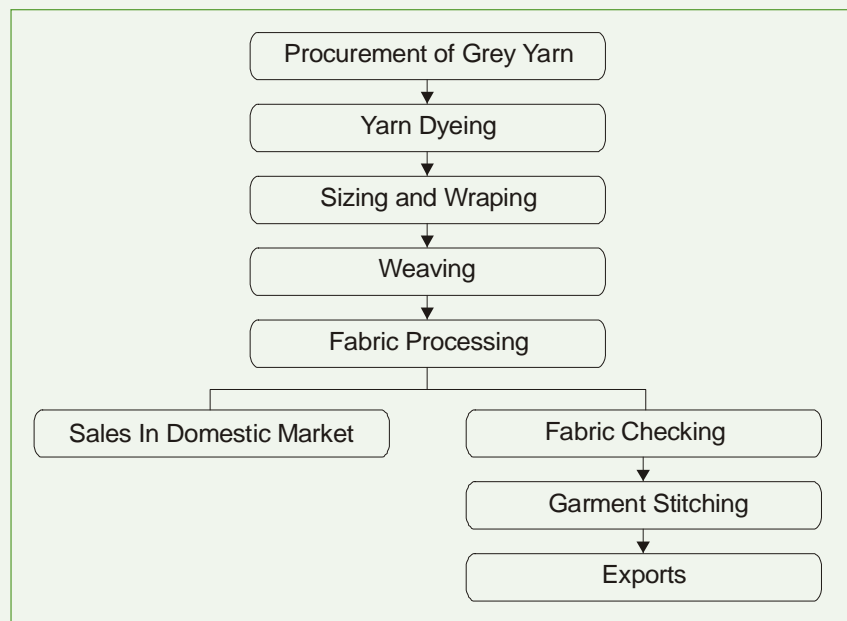 Procurement of Grey Yarn
Yarn Dyeing
Sizing and Wraping
Weaving
Fabric Processing
Sales In Domestic Market
Fabric Checking
Garment Stitching
Exports